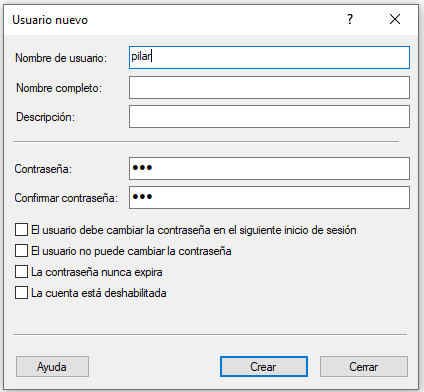 Usuario nuevo ?
Nombre de usuario: pilar
Nombre completo:
Descripción:
Contraseña: •••
Confirmar contraseña: •••
El usuario debe cambiar la contraseña en el siguiente inicio de sesión
El usuario no puede cambiar la contraseña
La contraseña nunca expira
La cuenta está deshabilitada
Ayuda Crear Cerrar